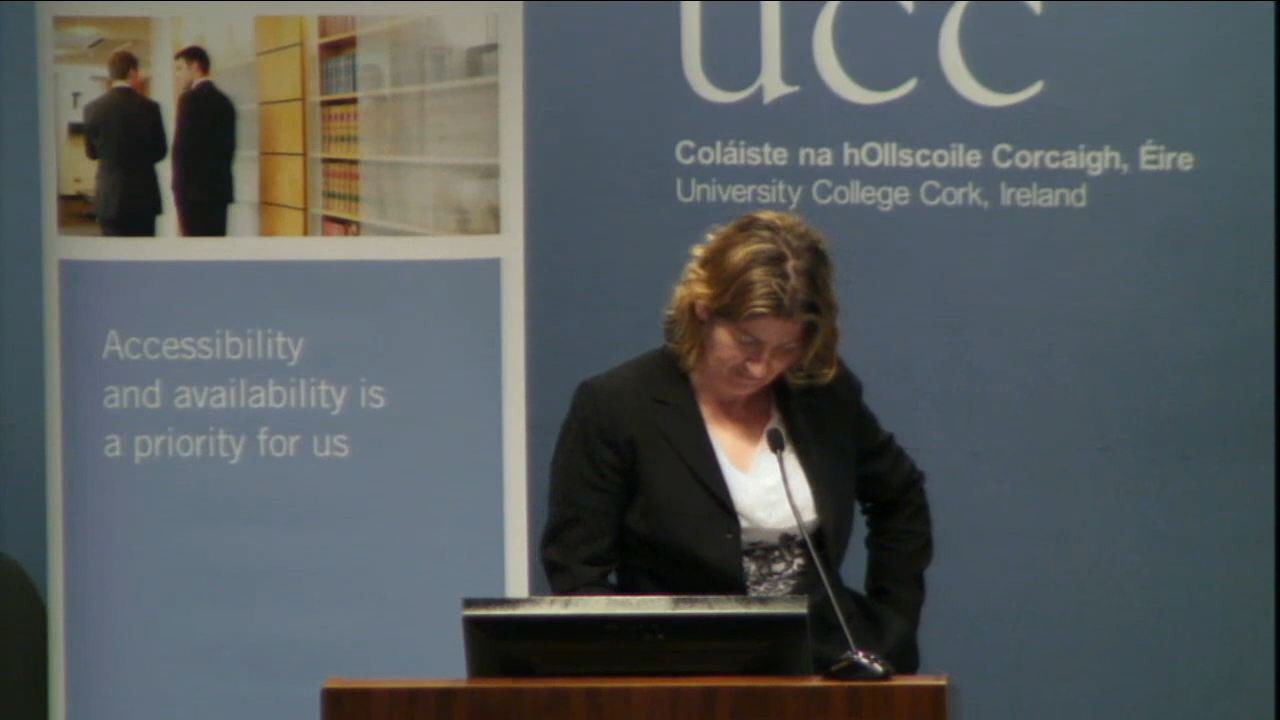 ucc
Coláiste na hOllscoile Corcaigh, Éire
University College Cork, Ireland
Accessibility
and availability is
a priority for us